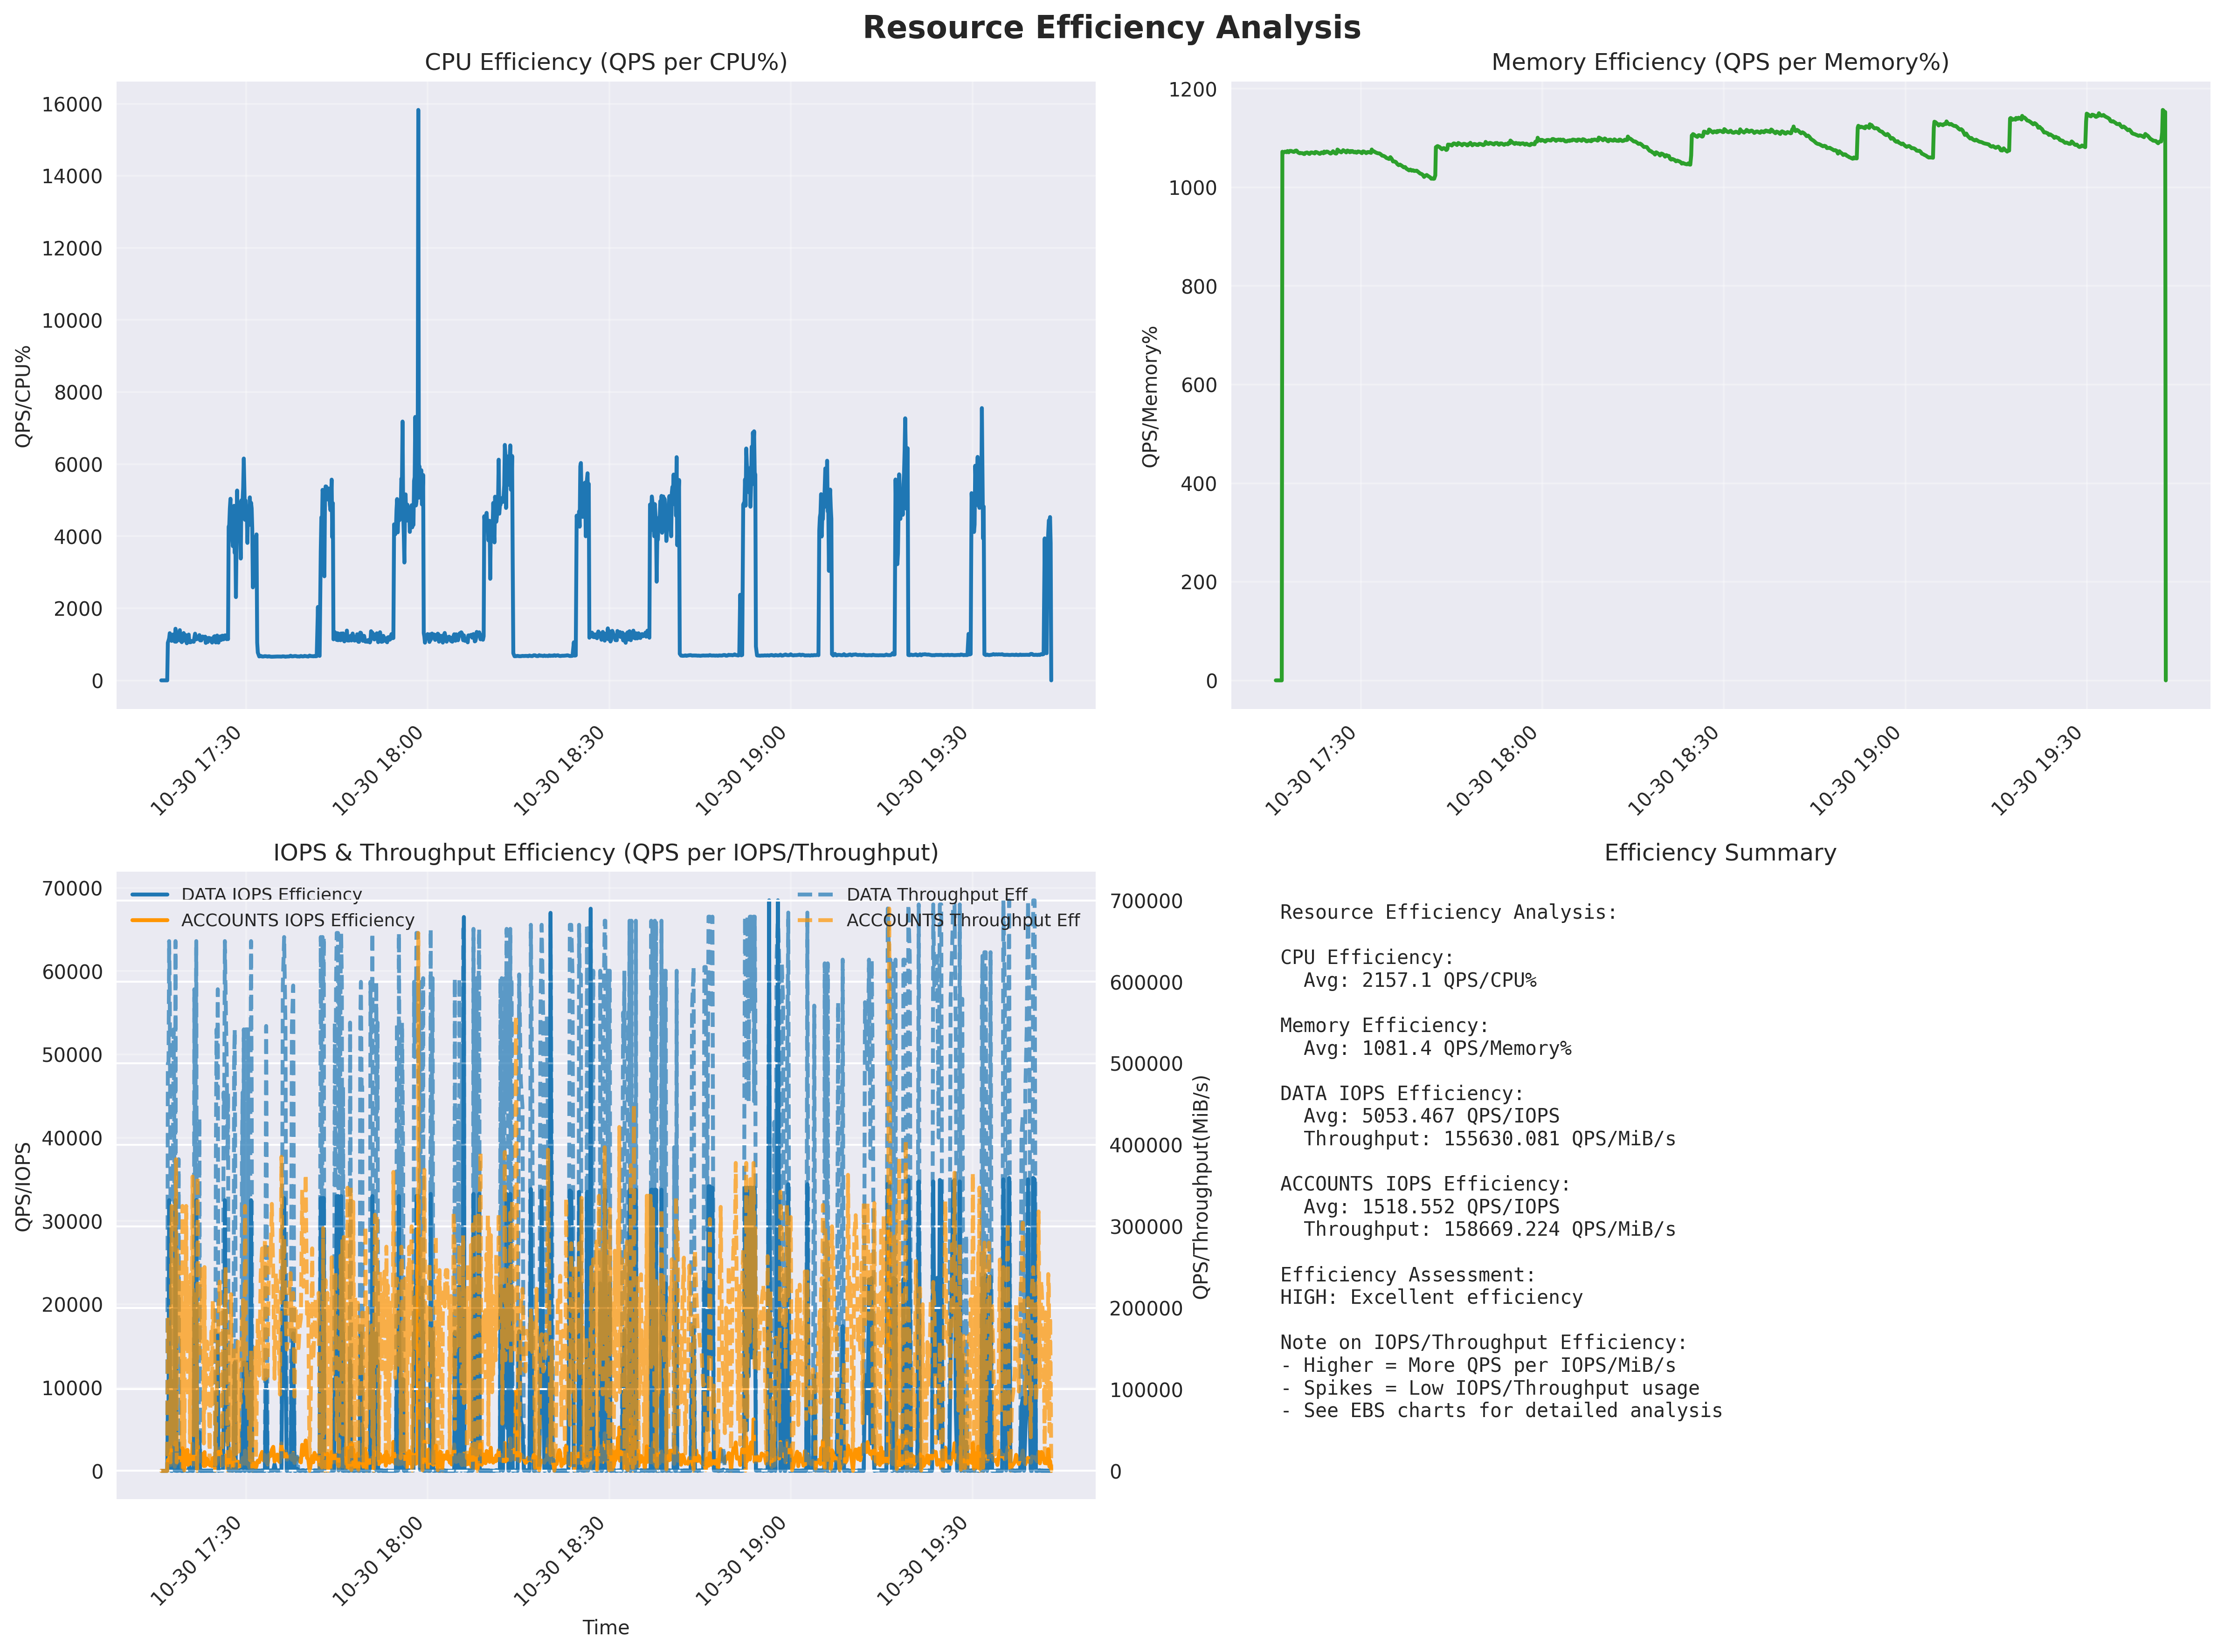 Resource Efficiency Analysis
CPU Efficiency (QPS per CPU%)
QPS/CPU%
16000
14000
12000
10000
8000
6000
4000
2000
0
10-30 17:30
10-30 18:00
10-30 18:30
10-30 19:00
10-30 19:30
Memory Efficiency (QPS per Memory%)
QPS/Memory%
1200
1000
800
600
400
200
0
10-30 17:30
10-30 18:00
10-30 18:30
10-30 19:00
10-30 19:30
IOPS & Throughput Efficiency (QPS per IOPS/Throughput)
DATA IOPS Efficiency
ACCOUNTS IOPS Efficiency
DATA Throughput Eff
ACCOUNTS Throughput Eff
QPS/IOPS
70000
60000
50000
40000
30000
20000
10000
0
700000
600000
500000
400000
300000
200000
100000
0
QPS/Throughput(MiB/s)
10-30 17:30
10-30 18:00
10-30 18:30
10-30 19:00
10-30 19:30
Time
Efficiency Summary
Resource Efficiency Analysis:
CPU Efficiency:
Avg: 2157.1 QPS/CPU%
Memory Efficiency:
Avg: 1081.4 QPS/Memory%
DATA IOPS Efficiency:
Avg: 5053.467 QPS/IOPS
Throughput: 155630.081 QPS/MiB/s
ACCOUNTS IOPS Efficiency:
Avg: 1518.552 QPS/IOPS
Throughput: 158669.224 QPS/MiB/s
Efficiency Assessment:
HIGH: Excellent efficiency
Note on IOPS/Throughput Efficiency:
- Higher = More QPS per IOPS/MiB/s
- Spikes = Low IOPS/Throughput usage
- See EBS charts for detailed analysis